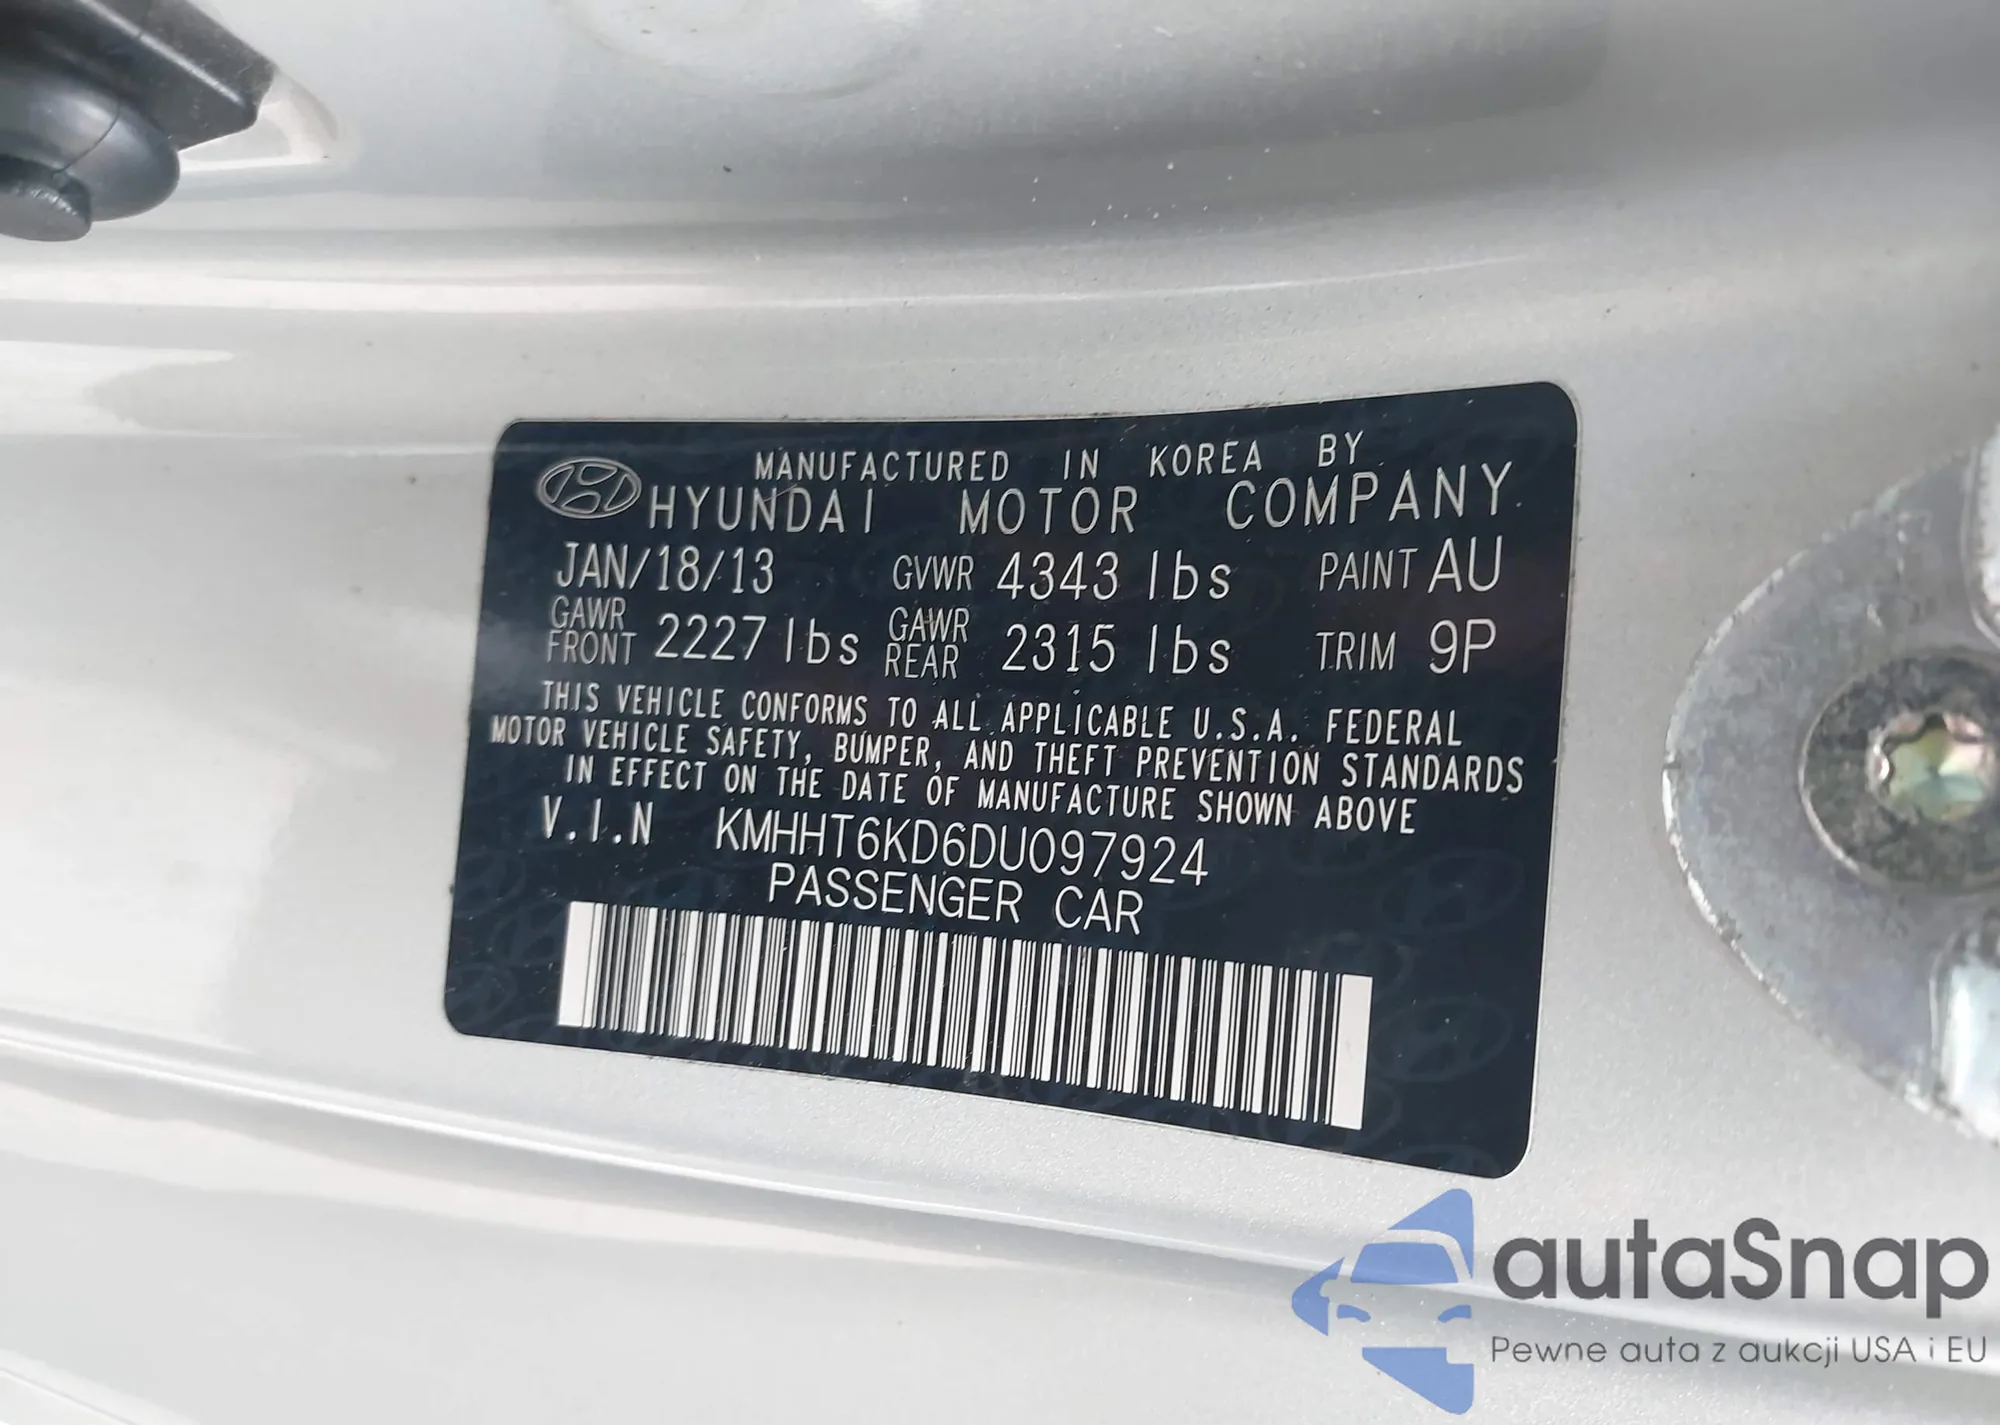 MANUFACTURED IN KOREA BY
HYUNDAI MOTOR COMPANY
JAN/18/13 GVWR 4343 lbs PAINT AU
GAWR FRONT 2227 lbs GAWR REAR 2315 lbs TRIM 9P
THIS VEHICLE CONFORMS TO ALL APPLICABLE U.S.A. FEDERAL
MOTOR VEHICLE SAFETY, BUMPER, AND THEFT PREVENTION STANDARDS
IN EFFECT ON THE DATE OF MANUFACTURE SHOWN ABOVE
V.I.N KMHHT6KD6DU097924
PASSENGER CAR
autaSnap
Pewne auta z aukcji USA i EU